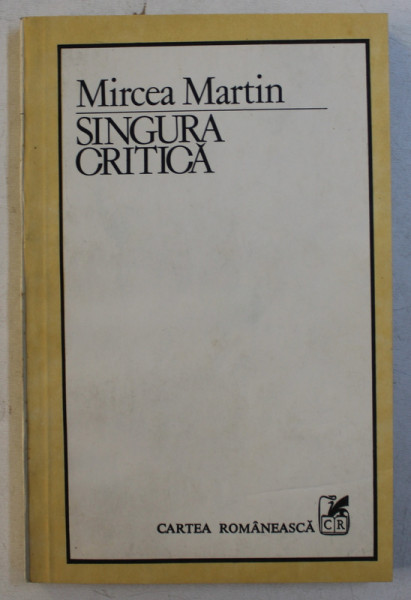 Mircea Martin
SINGURA
CRITICĂ
CARTEA ROMÂNEASCĂ
CR